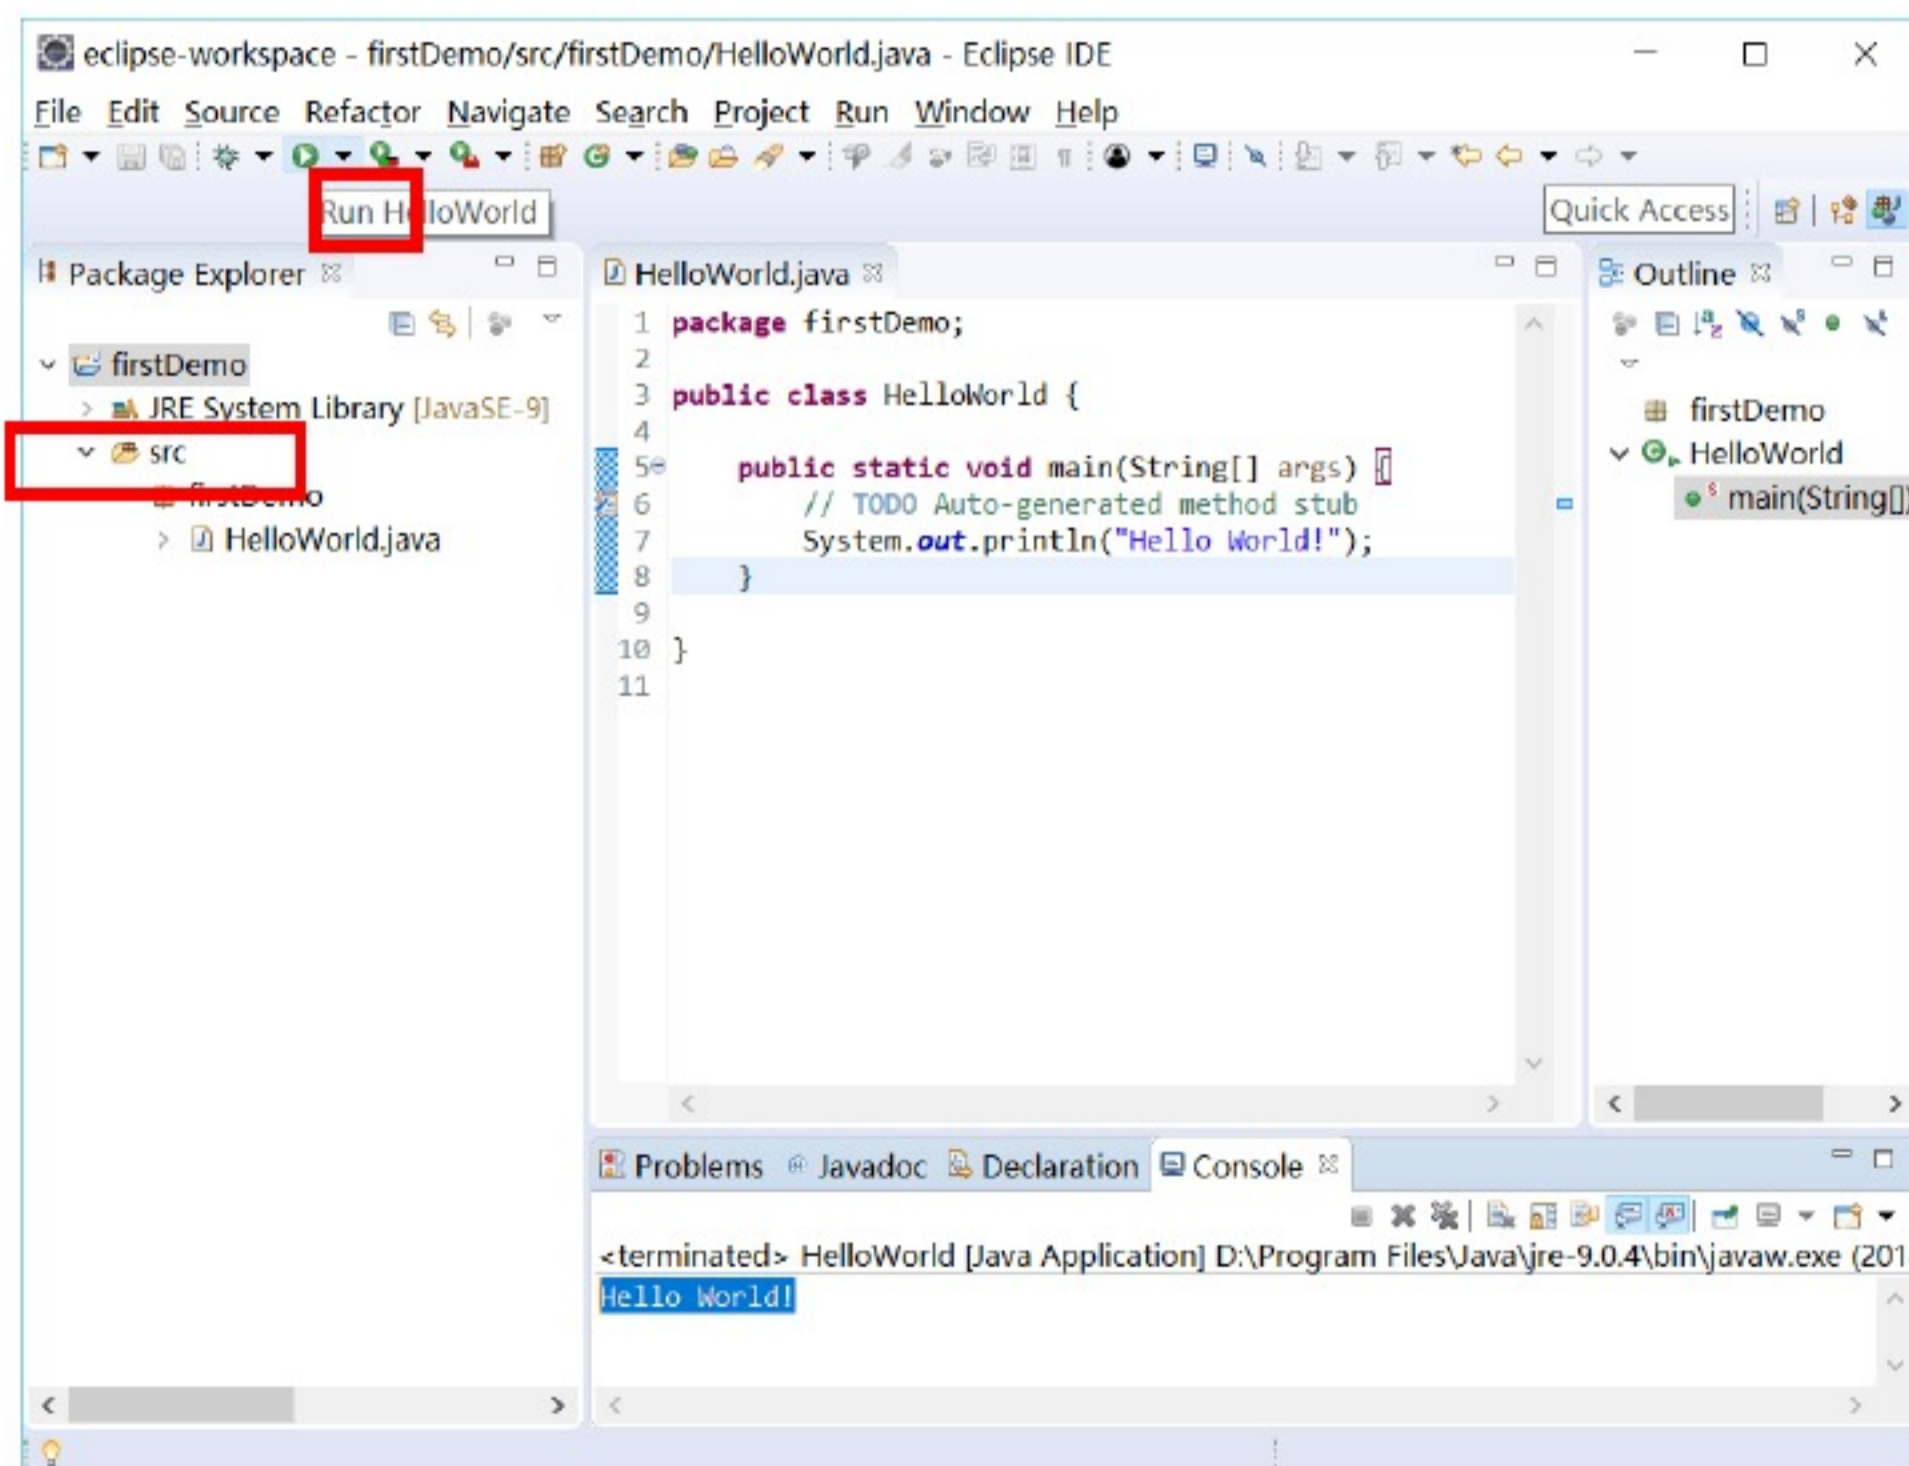 eclipse-workspace - firstDemo/src/firstDemo/HelloWorld.java - Eclipse IDE
File Edit Source Refactor Navigate Search Project Run Window Help
Run HelloWorld
Quick Access
Package Explorer
firstDemo
JRE System Library [JavaSE-9]
src
firstDemo
HelloWorld.java
HelloWorld.java
1 package firstDemo;
2
3 public class HelloWorld {
4
5 public static void main(String[] args) {
6 // TODO Auto-generated method stub
7 System.out.println("Hello World!");
8 }
9
10 }
11
Outline
firstDemo
HelloWorld
main(String[])
Problems Javadoc Declaration Console
<terminated> HelloWorld [Java Application] D:\Program Files\Java\jre-9.0.4\bin\javaw.exe (201
Hello World!